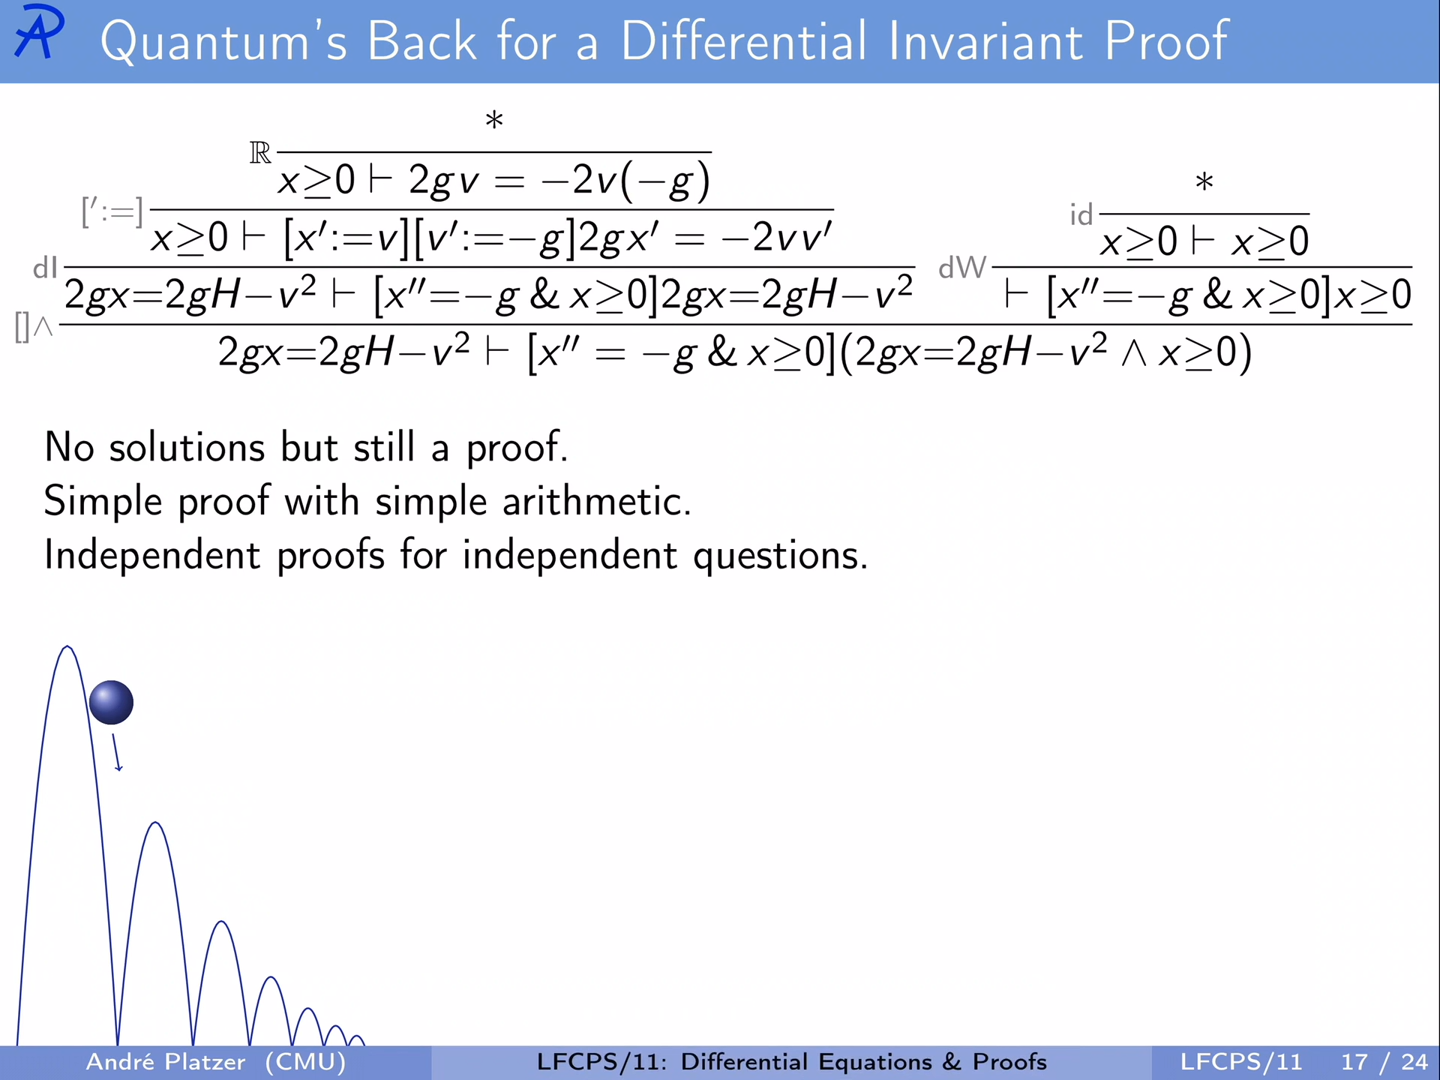 Quantum's Back for a Differential Invariant Proof
*
ℝ x≥0 ⊢ 2gv = −2v(−g)
*
[′:=] x≥0 ⊢ [x′:=v][v′:=−g]2gx′ = −2vv′
id x≥0 ⊢ x≥0
dI 2gx=2gH−v² ⊢ [x″=−g & x≥0]2gx=2gH−v²
dW ⊢ [x″=−g & x≥0]x≥0
[]∧ 2gx=2gH−v² ⊢ [x″ = −g & x≥0](2gx=2gH−v² ∧ x≥0)
No solutions but still a proof.
Simple proof with simple arithmetic.
Independent proofs for independent questions.
André Platzer (CMU)
LFCPS/11: Differential Equations & Proofs
LFCPS/11 17 / 24